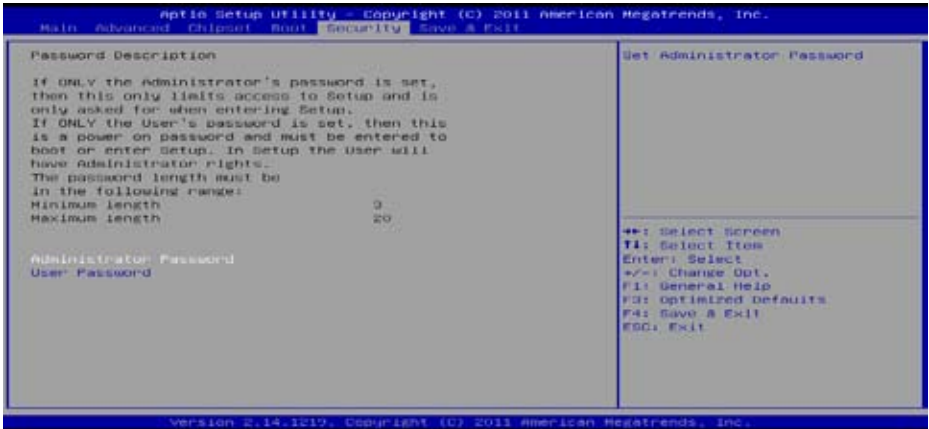 Aptio Setup Utility - Copyright (C) 2011 American Megatrends, Inc.
Main Advanced Chipset Boot Security Save & Exit
Password Description
If ONLY the Administrator's password is set,
then this only limits access to Setup and is
only asked for when entering Setup.
If ONLY the User's password is set, then this
is a power on password and must be entered to
boot or enter Setup. In Setup the User will
have Administrator rights.
The password length must be
in the following range:
Minimum length 3
Maximum length 20
Administrator Password
User Password
Set Administrator Password
: Select Screen
↑↓: Select Item
Enter: Select
+/-: Change Opt.
F1: General Help
F3: Optimized Defaults
F4: Save & Exit
ESC: Exit
Version 2.14.1219. Copyright (C) 2011 American Megatrends, Inc.